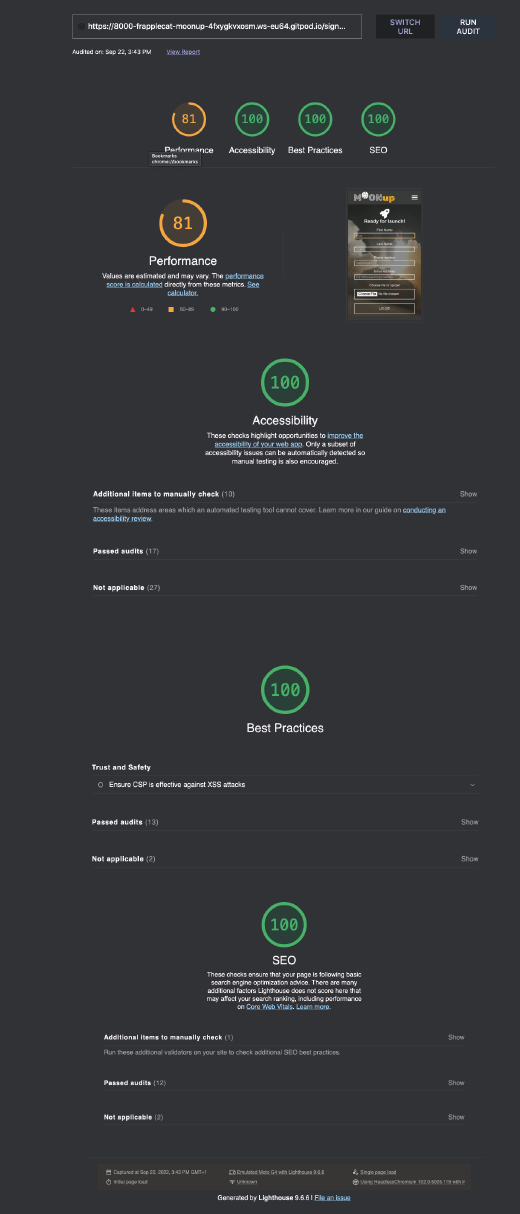 https://8000-frappiecat-moonup-4fxygkvxosm.ws-eu64.gitpod.io/sign...
SWITCH URL
RUN AUDIT
Audited on: Sep 22, 3:43 PM
View Report
81
100
100
100
Performance
Accessibility
Best Practices
SEO
Bookmarks
chrome://bookmarks
81
Performance
Values are estimated and may vary. The performance
score is calculated directly from these metrics. See
calculator.
0–49
50–89
90–100
MOONup
Ready for launch!
First Name
Last Name
Choose File
LOGIN
100
Accessibility
These checks highlight opportunities to improve the
accessibility of your web app. Only a subset of
accessibility issues can be automatically detected so
manual testing is also encouraged.
Additional items to manually check (10)
Show
These items address areas which an automated testing tool cannot cover. Learn more in our guide on conducting an
accessibility review.
Passed audits (17)
Show
Not applicable (27)
Show
100
Best Practices
Trust and Safety
Ensure CSP is effective against XSS attacks
Passed audits (13)
Show
Not applicable (2)
Show
100
SEO
These checks ensure that your page is following basic
search engine optimization advice. There are many
additional factors Lighthouse does not score here that
may affect your search ranking, including performance
on Core Web Vitals. Learn more.
Additional items to manually check (1)
Show
Run these additional validators on your site to check additional SEO best practices.
Passed audits (12)
Show
Not applicable (2)
Show
Captured at Sep 22, 2022, 3:43 PM GMT+1
Emulated Moto G4 with Lighthouse 9.6.6
Single page load
Initial page load
Unknown
Using HeadlessChromium 102.0.5005.115 with
Generated by Lighthouse 9.6.6 | File an issue